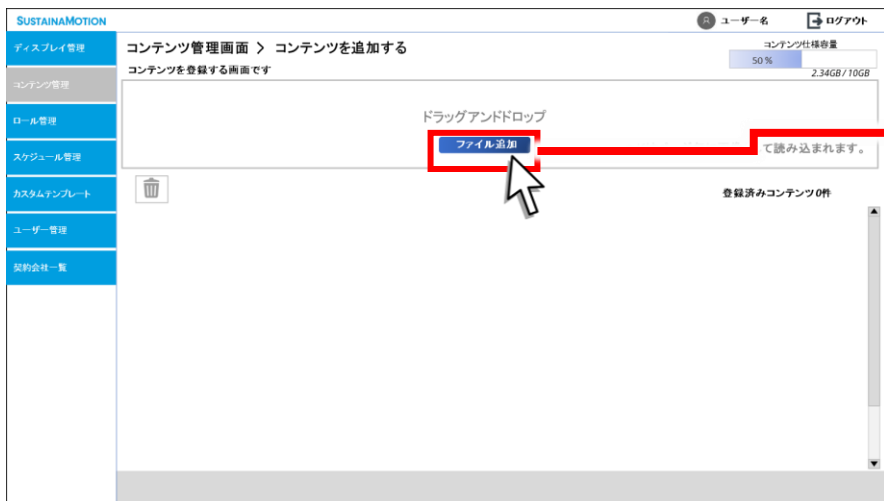 SUSTAINAMOTION
ユーザー名
ログアウト
ディスプレイ管理
コンテンツ管理
ロール管理
スケジュール管理
カスタムテンプレート
ユーザー管理
契約会社一覧
コンテンツ管理画面 > コンテンツを追加する
コンテンツを登録する画面です
コンテンツ仕様容量
50%
2.34GB / 10GB
ドラッグアンドドロップ
ファイル追加
て読み込まれます。
登録済みコンテンツ0件